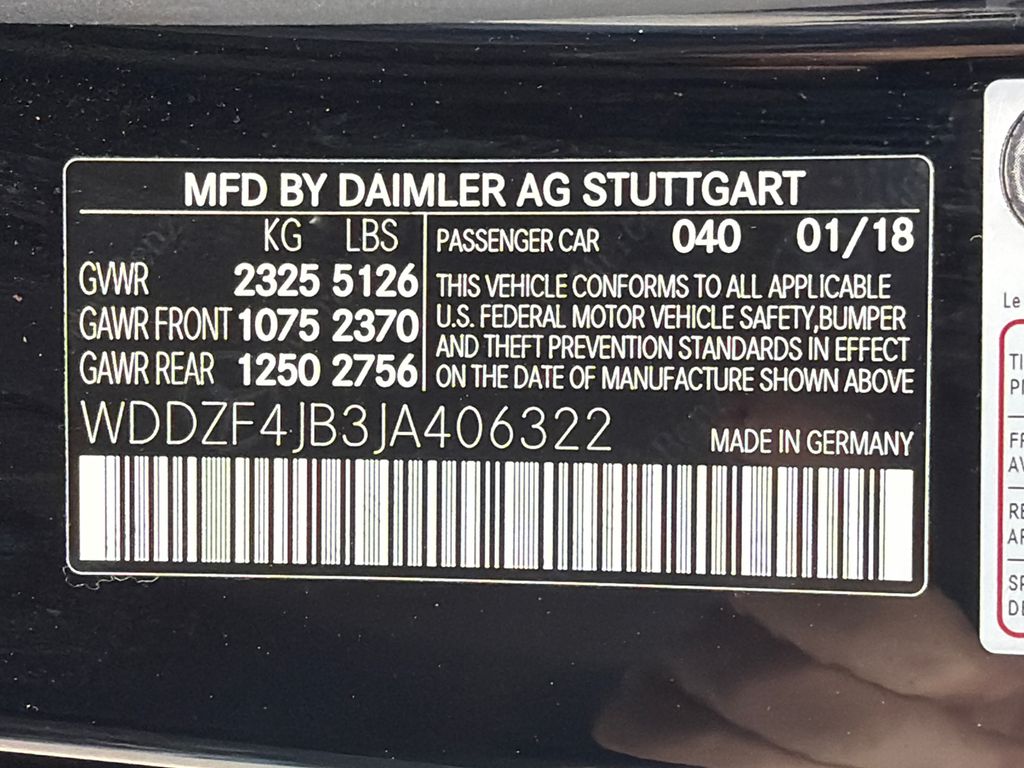 MFD BY DAIMLER AG STUTTGART
KG LBS
GVWR 2325 5126
GAWR FRONT 1075 2370
GAWR REAR 1250 2756
PASSENGER CAR 040 01/18
THIS VEHICLE CONFORMS TO ALL APPLICABLE
U.S. FEDERAL MOTOR VEHICLE SAFETY,BUMPER
AND THEFT PREVENTION STANDARDS IN EFFECT
ON THE DATE OF MANUFACTURE SHOWN ABOVE
WDDZF4JB3JA406322
MADE IN GERMANY
Le